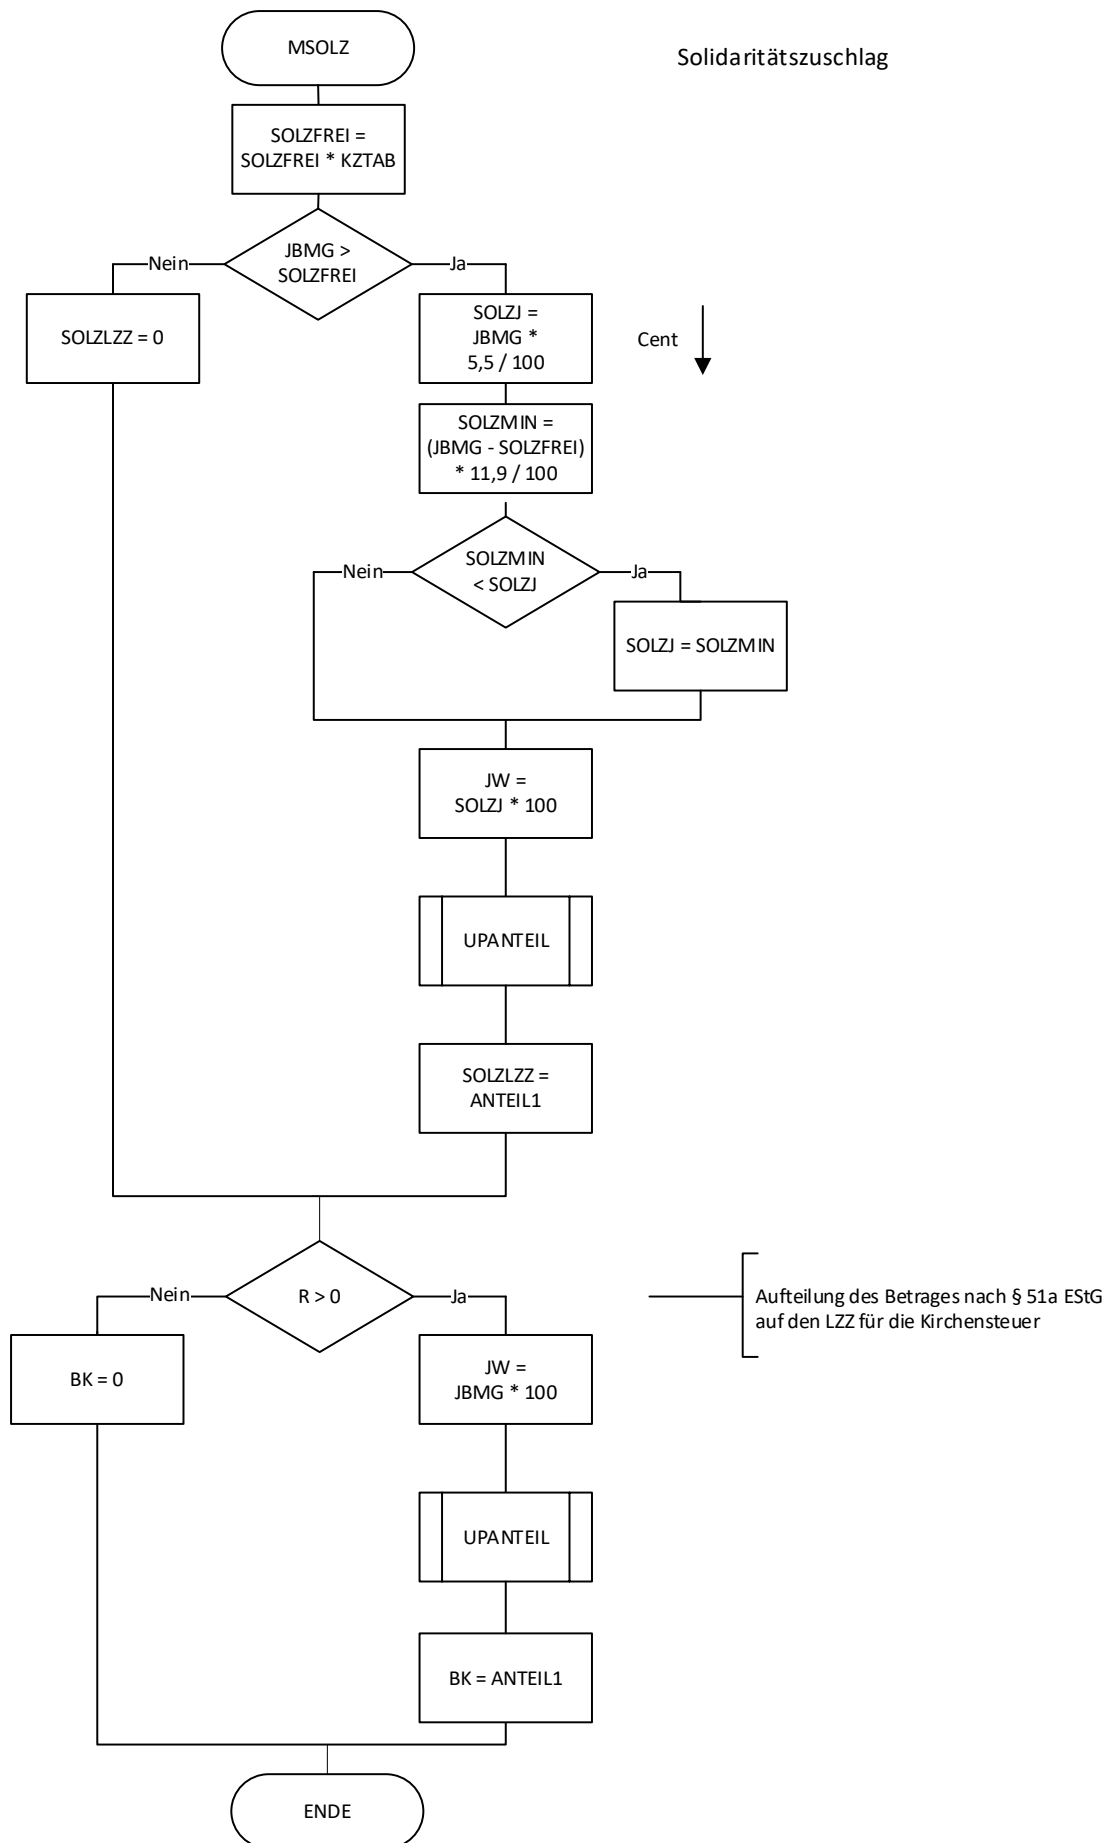 MSOLZ
Solidaritätszuschlag
SOLZFREI =
SOLZFREI * KZTAB
JBMG >
SOLZFREI
Nein
Ja
SOLZLZZ = 0
SOLZJ =
JBMG *
5,5 / 100
Cent
SOLZMIN =
(JBMG - SOLZFREI)
* 11,9 / 100
SOLZMIN
< SOLZJ
Nein
Ja
SOLZJ = SOLZMIN
JW =
SOLZJ * 100
UPANTEIL
SOLZLZZ =
ANTEIL1
R > 0
Nein
Ja
Aufteilung des Betrages nach § 51a EStG
auf den LZZ für die Kirchensteuer
BK = 0
JW =
JBMG * 100
UPANTEIL
BK = ANTEIL1
ENDE